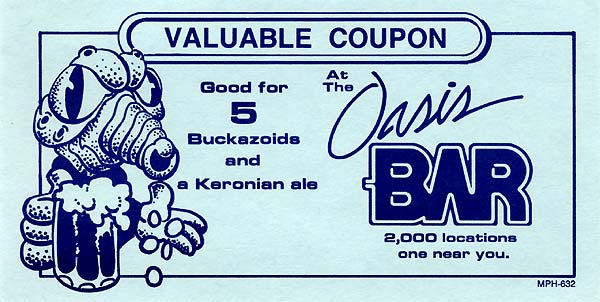 VALUABLE COUPON
Good for
5
Buckazoids
and
a Keronian ale
At
The
Oasis
BAR
2,000 locations
one near you.
MPH-632